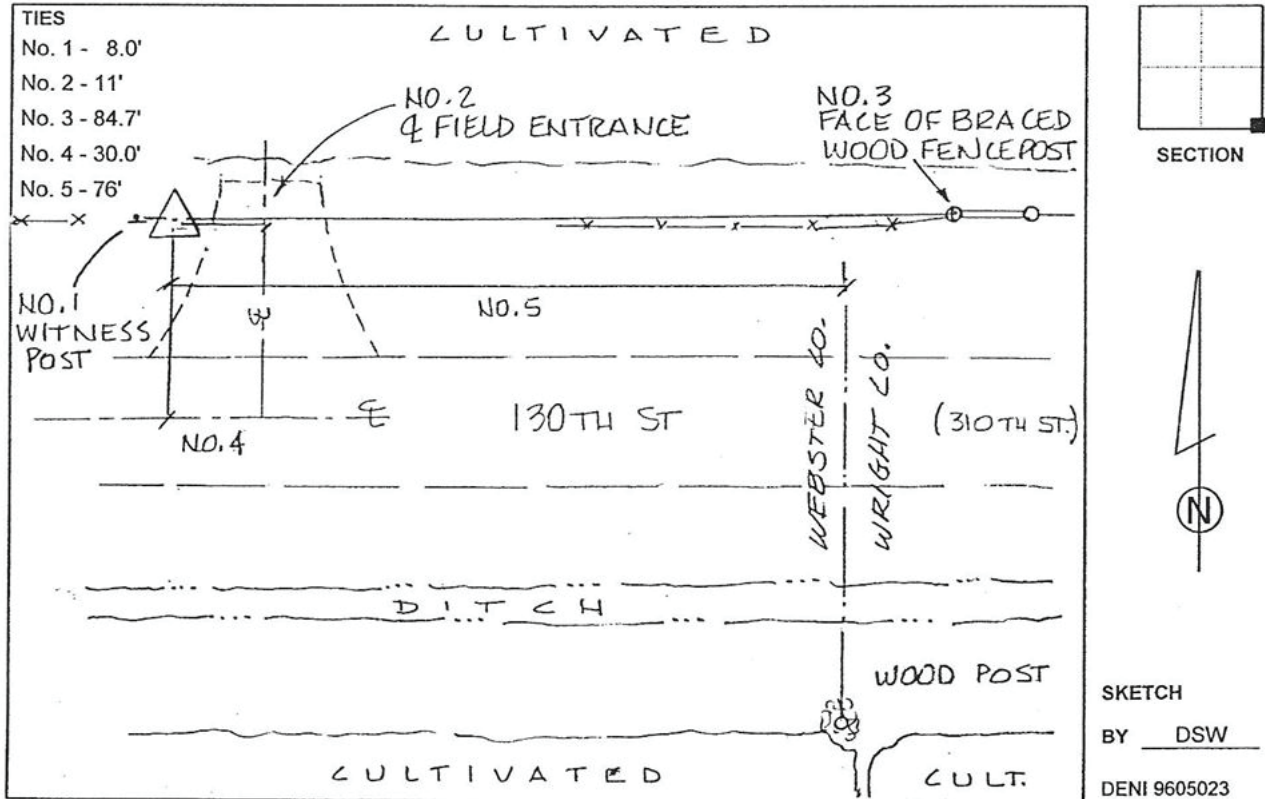 TIES
No. 1 - 8.0'
No. 2 - 11'
No. 3 - 84.7'
No. 4 - 30.0'
No. 5 - 76'
CULTIVATED
NO.2
℄ FIELD ENTRANCE
NO.3
FACE OF BRACED
WOOD FENCEPOST
SECTION
NO.1
WITNESS
POST
NO.5
NO.4
℄
130TH ST
WEBSTER CO.
WRIGHT CO.
(310TH ST.)
N
DITCH
WOOD POST
CULTIVATED
CULT.
SKETCH
BY DSW
DENI 9605023